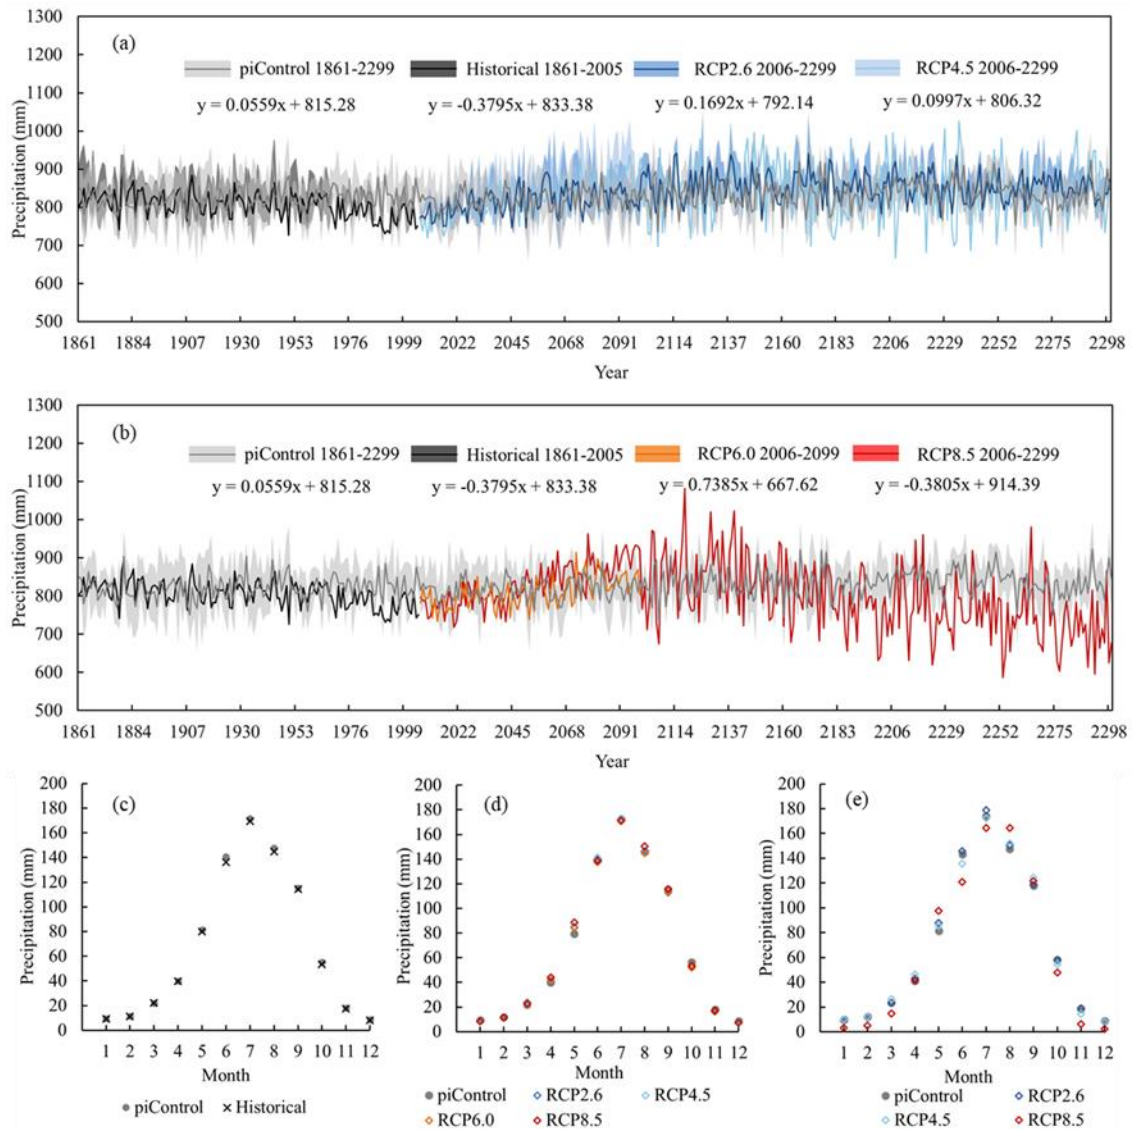 (a)
Precipitation (mm)
1300
1200
1100
1000
900
800
700
600
500
piControl 1861-2299 Historical 1861-2005 RCP2.6 2006-2299 RCP4.5 2006-2299
y = 0.0559x + 815.28 y = -0.3795x + 833.38 y = 0.1692x + 792.14 y = 0.0997x + 806.32
1861 1884 1907 1930 1953 1976 1999 2022 2045 2068 2091 2114 2137 2160 2183 2206 2229 2252 2275 2298
Year
(b)
Precipitation (mm)
1300
1200
1100
1000
900
800
700
600
500
piControl 1861-2299 Historical 1861-2005 RCP6.0 2006-2099 RCP8.5 2006-2299
y = 0.0559x + 815.28 y = -0.3795x + 833.38 y = 0.7385x + 667.62 y = -0.3805x + 914.39
1861 1884 1907 1930 1953 1976 1999 2022 2045 2068 2091 2114 2137 2160 2183 2206 2229 2252 2275 2298
Year
(c)
Precipitation (mm)
200
180
160
140
120
100
80
60
40
20
0
1 2 3 4 5 6 7 8 9 10 11 12
Month
piControl Historical
(d)
Precipitation (mm)
200
180
160
140
120
100
80
60
40
20
0
1 2 3 4 5 6 7 8 9 10 11 12
Month
piControl RCP2.6 RCP4.5
RCP6.0 RCP8.5
(e)
Precipitation (mm)
200
180
160
140
120
100
80
60
40
20
0
1 2 3 4 5 6 7 8 9 10 11 12
Month
piControl RCP2.6
RCP4.5 RCP8.5